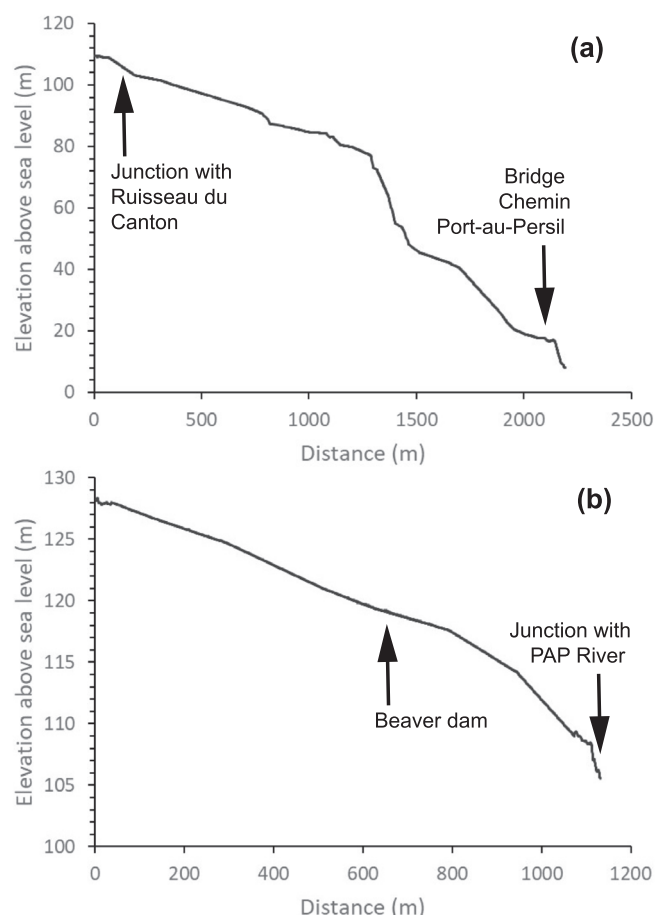 (a)
Elevation above sea level (m)
120
100
80
60
40
20
0
Junction with
Ruisseau du
Canton
Bridge
Chemin
Port-au-Persil
0 500 1000 1500 2000 2500
Distance (m)
(b)
Elevation above sea level (m)
130
125
120
115
110
105
100
Junction with
PAP River
Beaver dam
0 200 400 600 800 1000 1200
Distance (m)